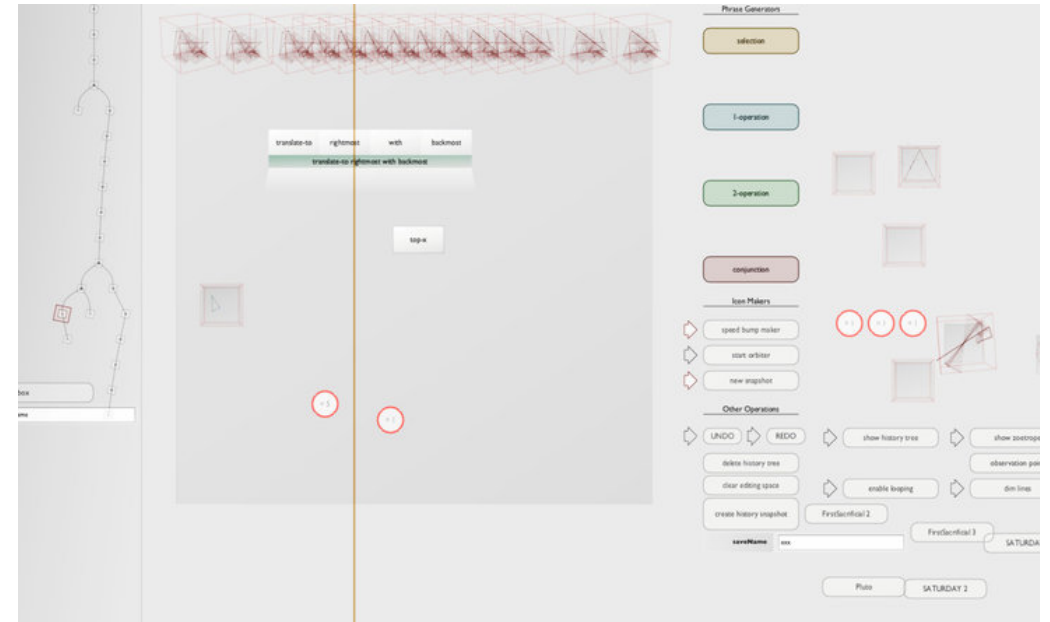 Phrase Generators
selection
1-operation
translate-to rightmost with backmost
translate-to rightmost with backmost
2-operation
top-x
conjunction
Icon Makers
speed bump maker
start orbiter
new snapshot
box
Other Operations
UNDO REDO show history tree show zoetrope
delete history tree observation poi
clear editing space enable looping dim lines
create history snapshot FirstSacrificial 2
FirstSacrificial 3
saveName xxx SATURDA
Pluto SATURDAY 2